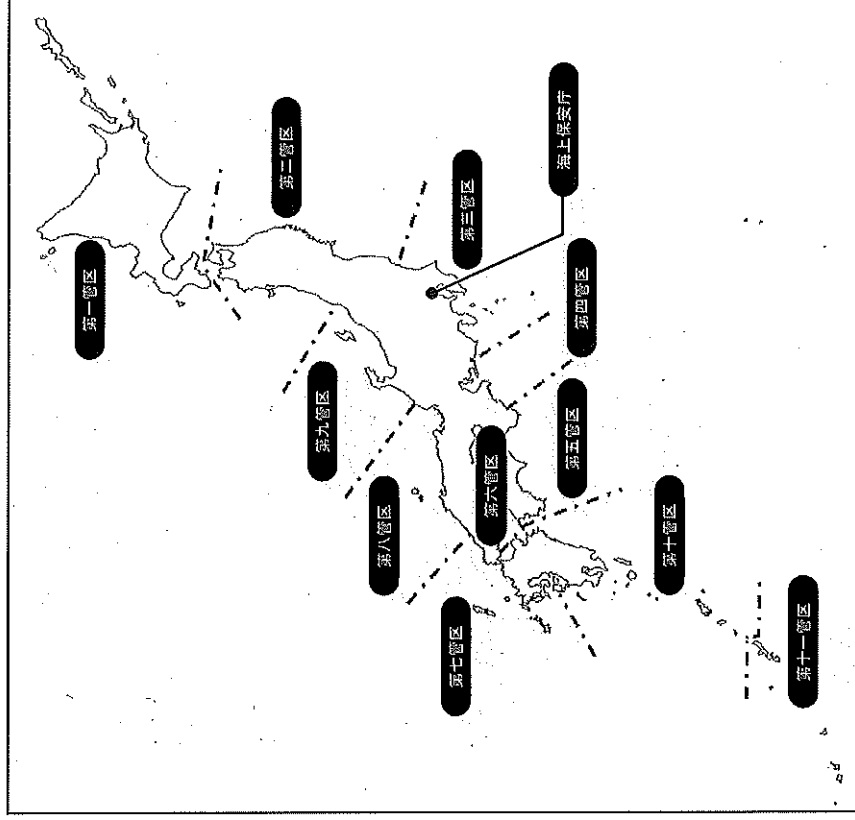 第一管区
第二管区
第三管区
海上保安庁
第四管区
第五管区
第六管区
第七管区
第八管区
第九管区
第十管区
第十一管区